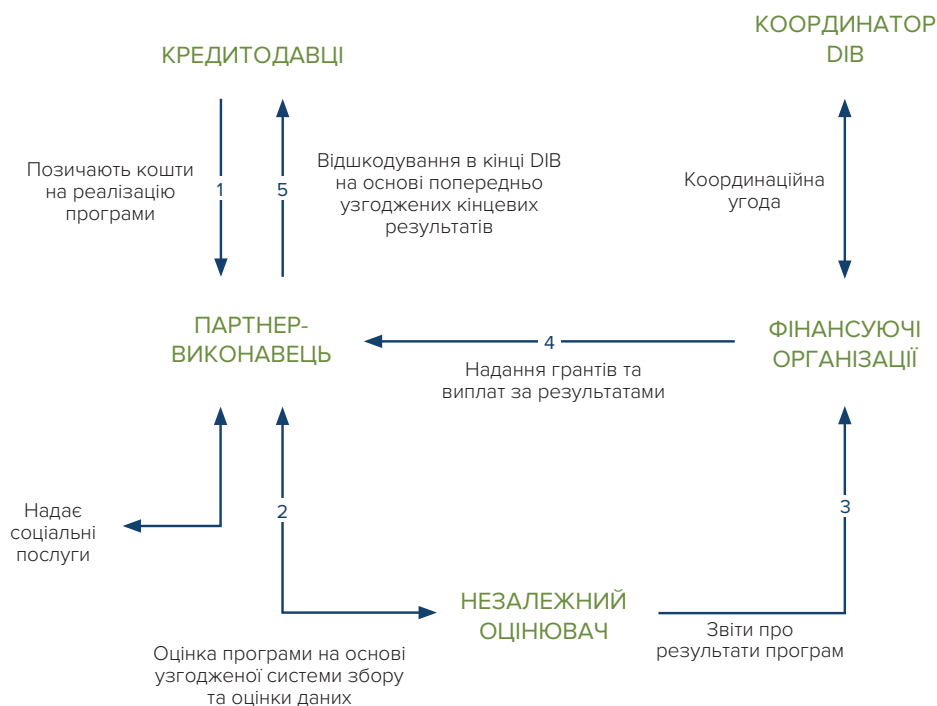 КООРДИНАТОР
DIB
КРЕДИТОДАВЦІ
Позичають кошти
на реалізацію
програми
1
5
Відшкодування в кінці DIB
на основі попередньо
узгоджених кінцевих
результатів
Координаційна
угода
ПАРТНЕР-
ВИКОНАВЕЦЬ
4
Надання грантів та
виплат за результатами
ФІНАНСУЮЧІ
ОРГАНІЗАЦІЇ
Надає
соціальні
послуги
2
3
НЕЗАЛЕЖНИЙ
ОЦІНЮВАЧ
Звіти про
результати програм
Оцінка програми на основі
узгодженої системи збору
та оцінки даних